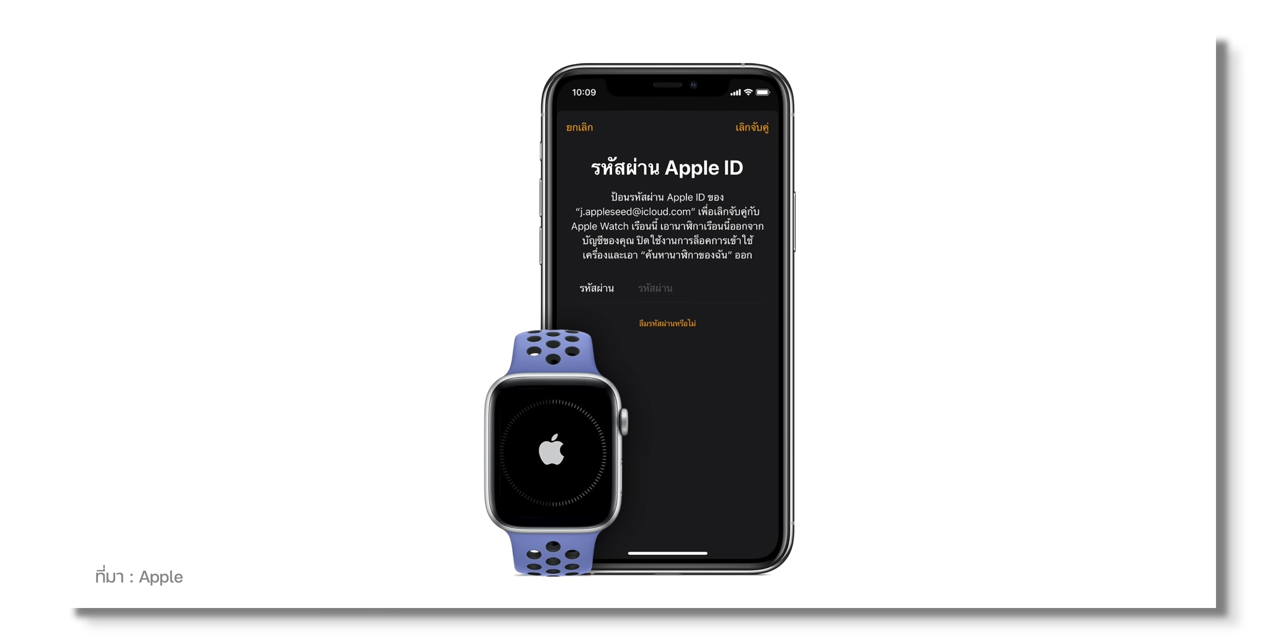 10:09
ยกเลิก
เลิกจับคู่
รหัสผ่าน Apple ID
ป้อนรหัสผ่าน Apple ID ของ
“j.appleseed@icloud.com” เพื่อเลิกจับคู่กับ
Apple Watch เรือนนี้ เอานาฬิกาเรือนนี้ออกจาก
บัญชีของคุณ ปิดใช้งานการล็อคการเข้าใช้
เครื่องและเอา “ค้นหานาฬิกาของฉัน” ออก
รหัสผ่าน รหัสผ่าน
ลืมรหัสผ่านหรือไม่
ที่มา : Apple